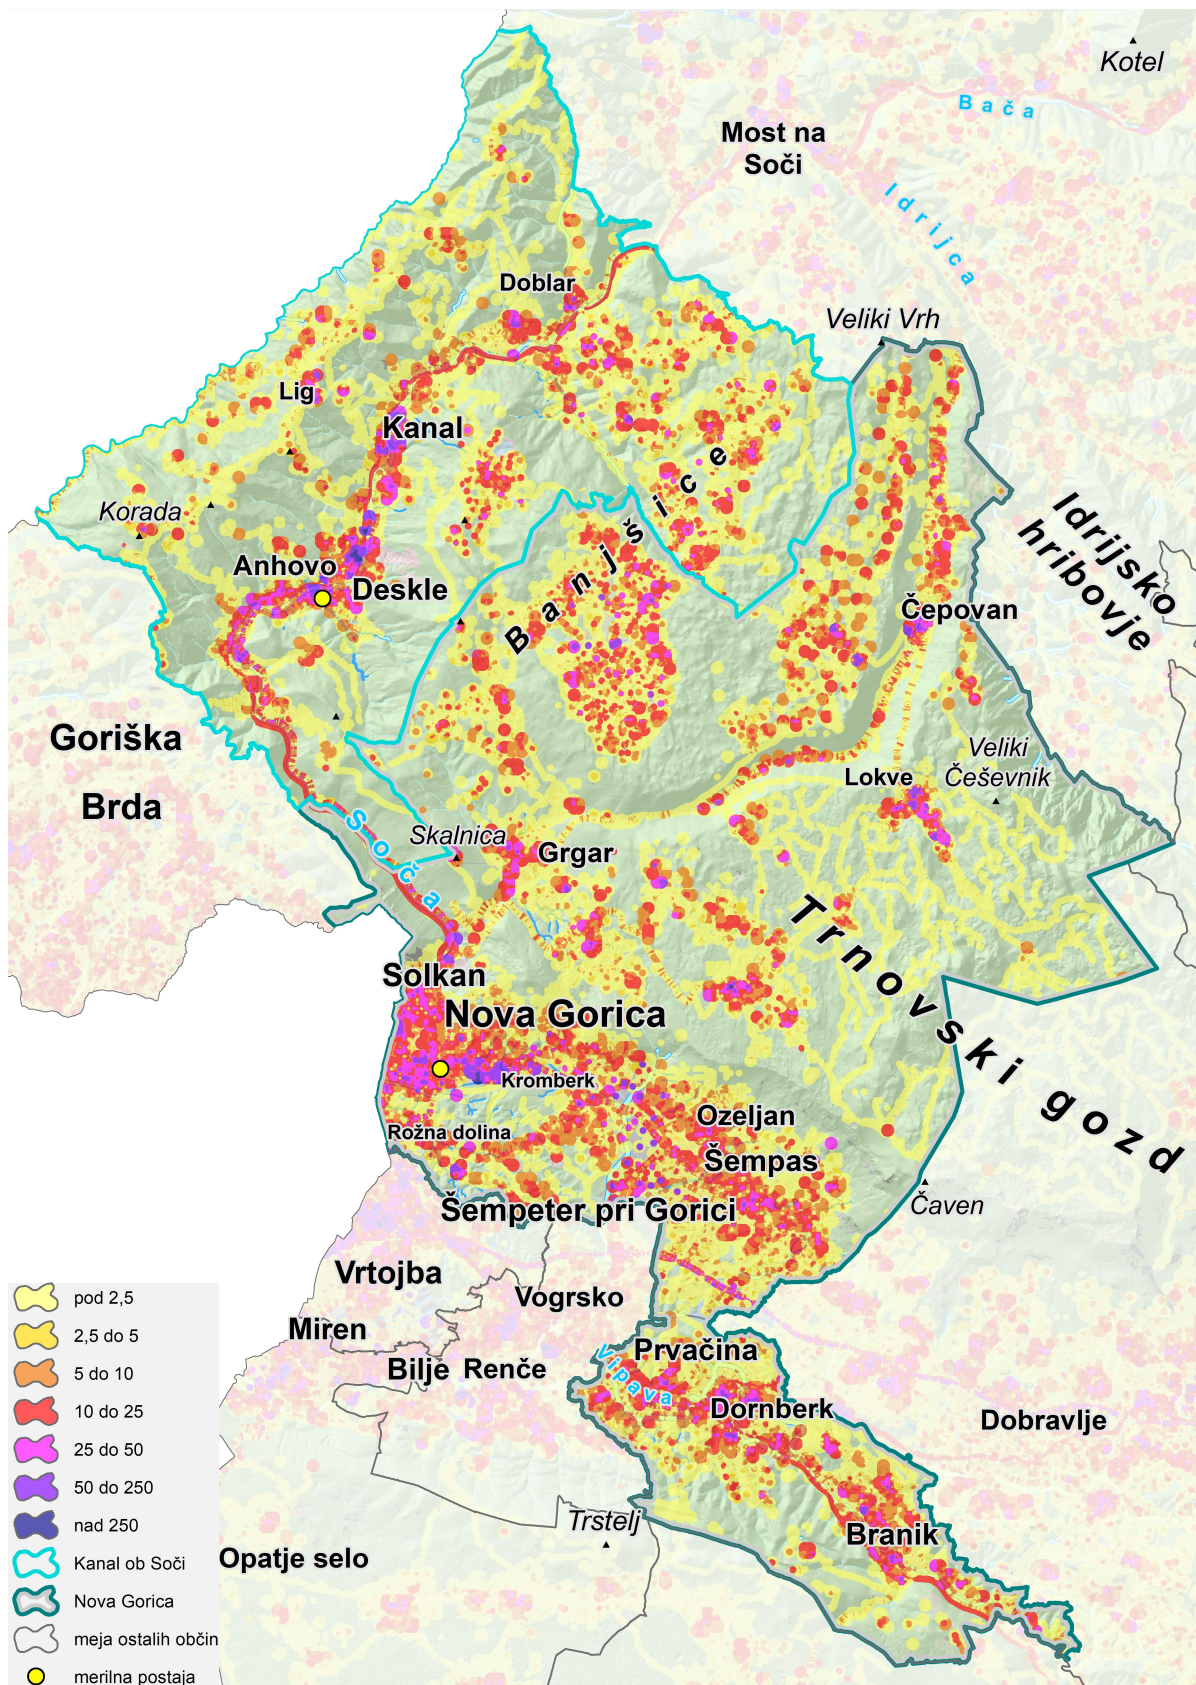 Kotel
Bača
Most na
Soči
Idrijca
Doblar
Veliki Vrh
Lig
Kanal
Banjšice
Korada
Idrijsko
hribovje
Anhovo
Deskle
Čepovan
Goriška
Brda
Veliki
Češevnik
Lokve
Soča
Skalnica
Grgar
Trnovski gozd
Solkan
Nova Gorica
Kromberk
Ozeljan
Rožna dolina
Šempas
Čaven
Šempeter pri Gorici
Vrtojba
Vogrsko
Miren
Prvačina
Vipava
Bilje
Renče
Dornberk
Dobravlje
Trstelj
Branik
Opatje selo
pod 2,5
2,5 do 5
5 do 10
10 do 25
25 do 50
50 do 250
nad 250
Kanal ob Soči
Nova Gorica
meja ostalih občin
merilna postaja